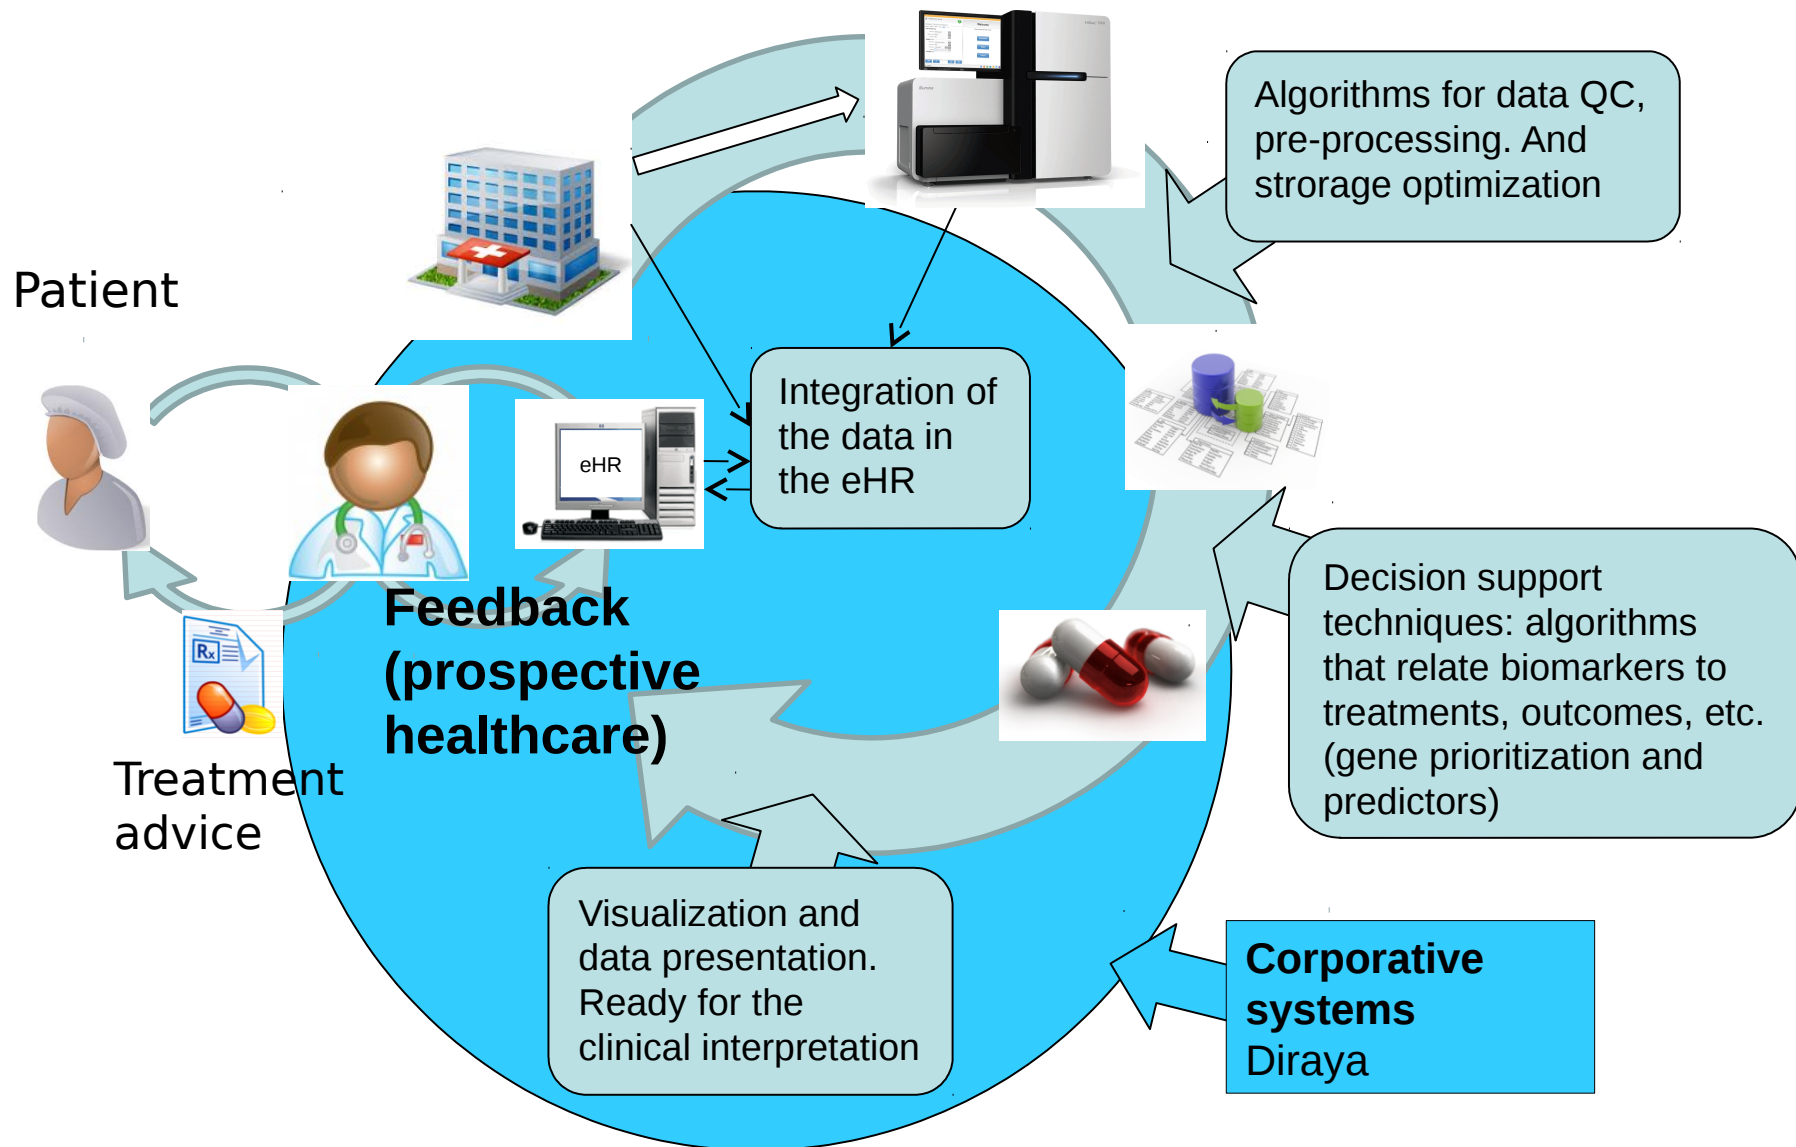 Algorithms for data QC,
pre-processing. And
strorage optimization
Patient
Integration of
the data in
the eHR
eHR
Rx
Feedback
(prospective
healthcare)
Decision support
techniques: algorithms
that relate biomarkers to
treatments, outcomes, etc.
(gene prioritization and
predictors)
Treatment
advice
Visualization and
data presentation.
Ready for the
clinical interpretation
Corporative
systems
Diraya